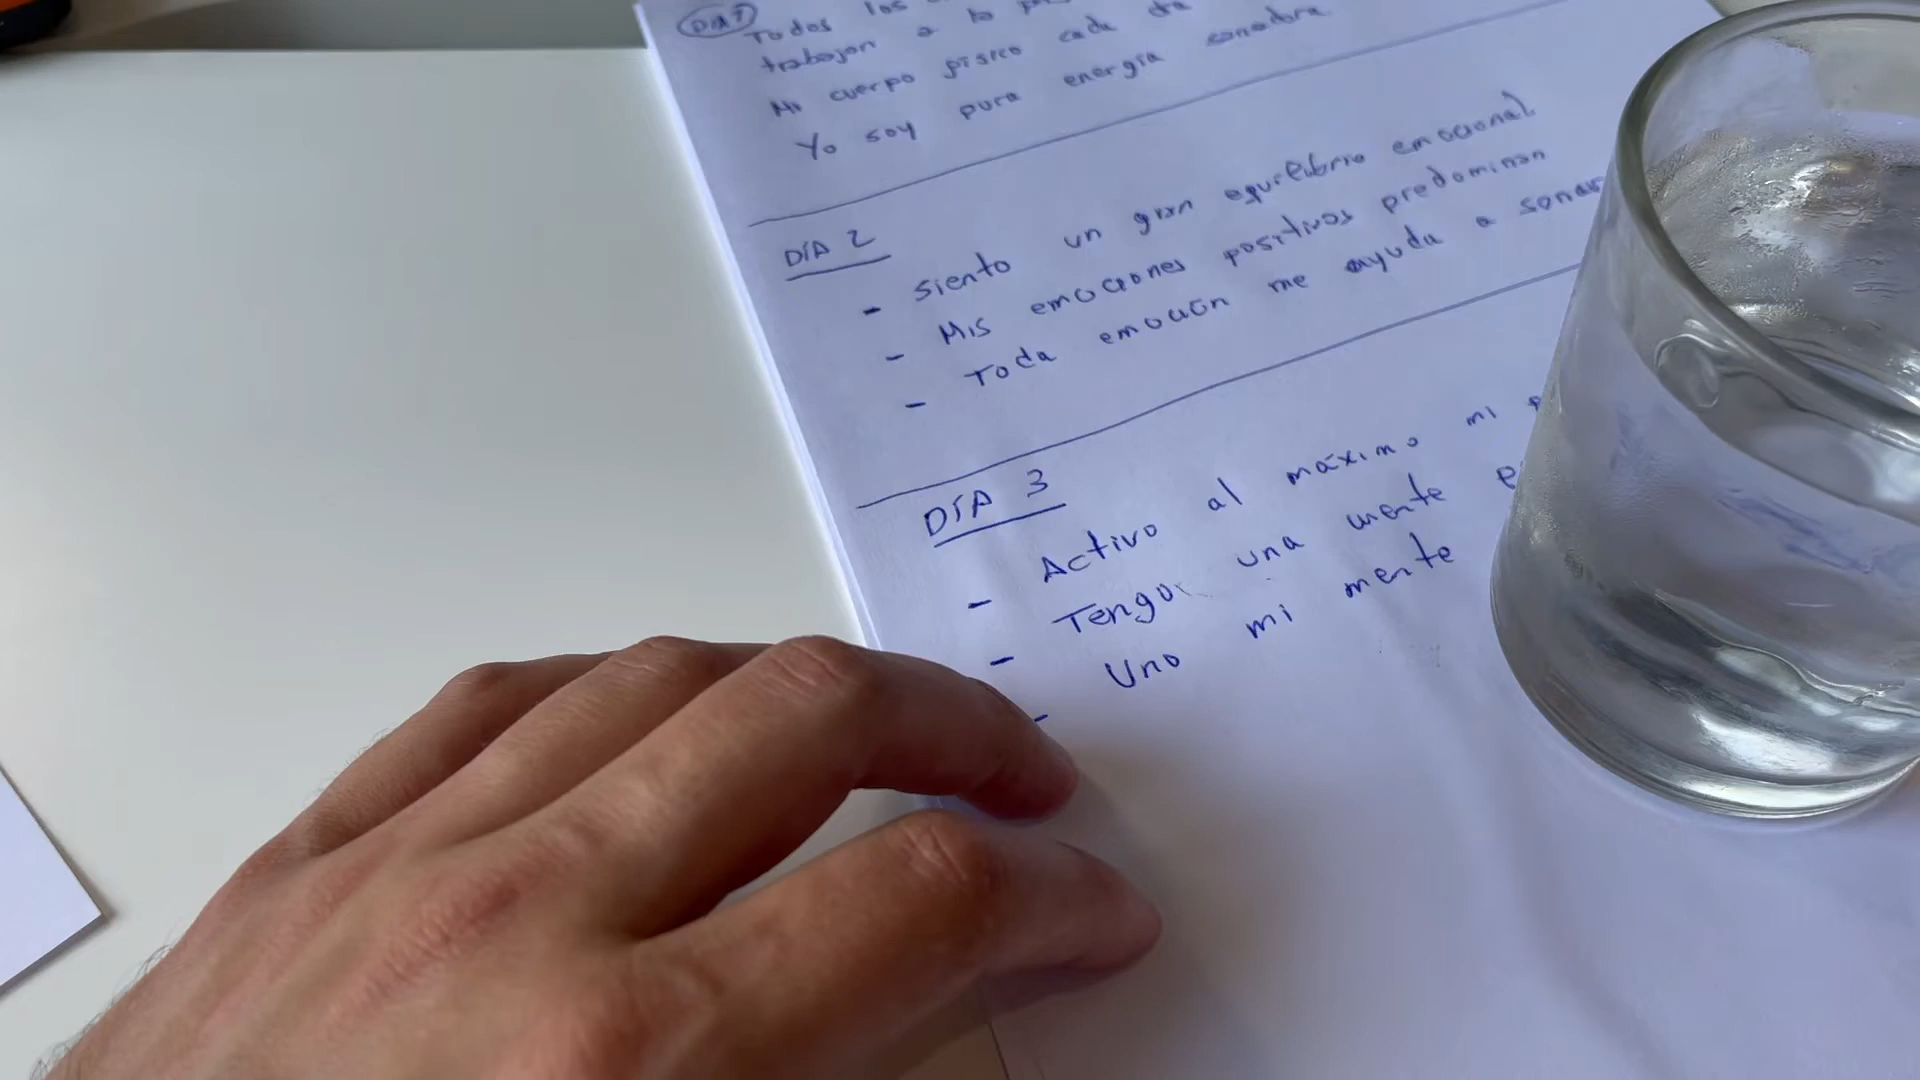 DIA 1
Todos los
trabajan a la
Mi cuerpo físico cada
Yo soy pura energía sanadora
DÍA 2
- Siento un gran equilibrio emocional
- Mis emociones positivas predominan
- Toda emoción me ayuda a sanar
DÍA 3
- Activo al máximo mi
- Tengo una mente
- Uno mi mente